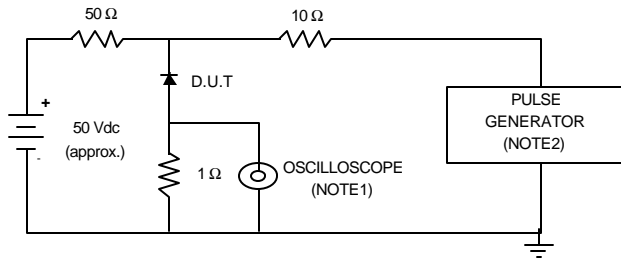 50 Ω
10 Ω
D.U.T
+
50 Vdc
(approx.)
-
1 Ω
OSCILLOSCOPE
(NOTE1)
PULSE
GENERATOR
(NOTE2)